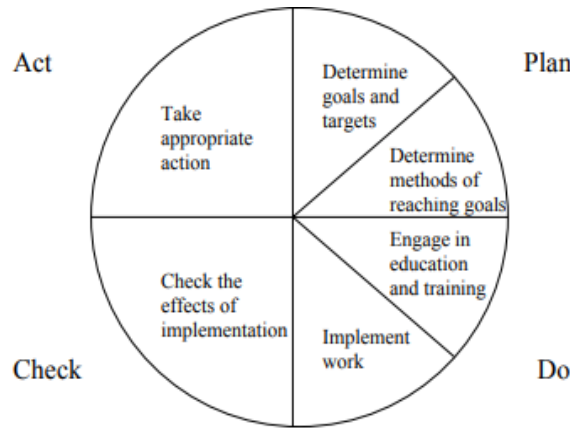 Act
Plan
Determine
goals and
targets
Take
appropriate
action
Determine
methods of
reaching goals
Engage in
education
and training
Check the
effects of
implementation
Implement
work
Check
Do